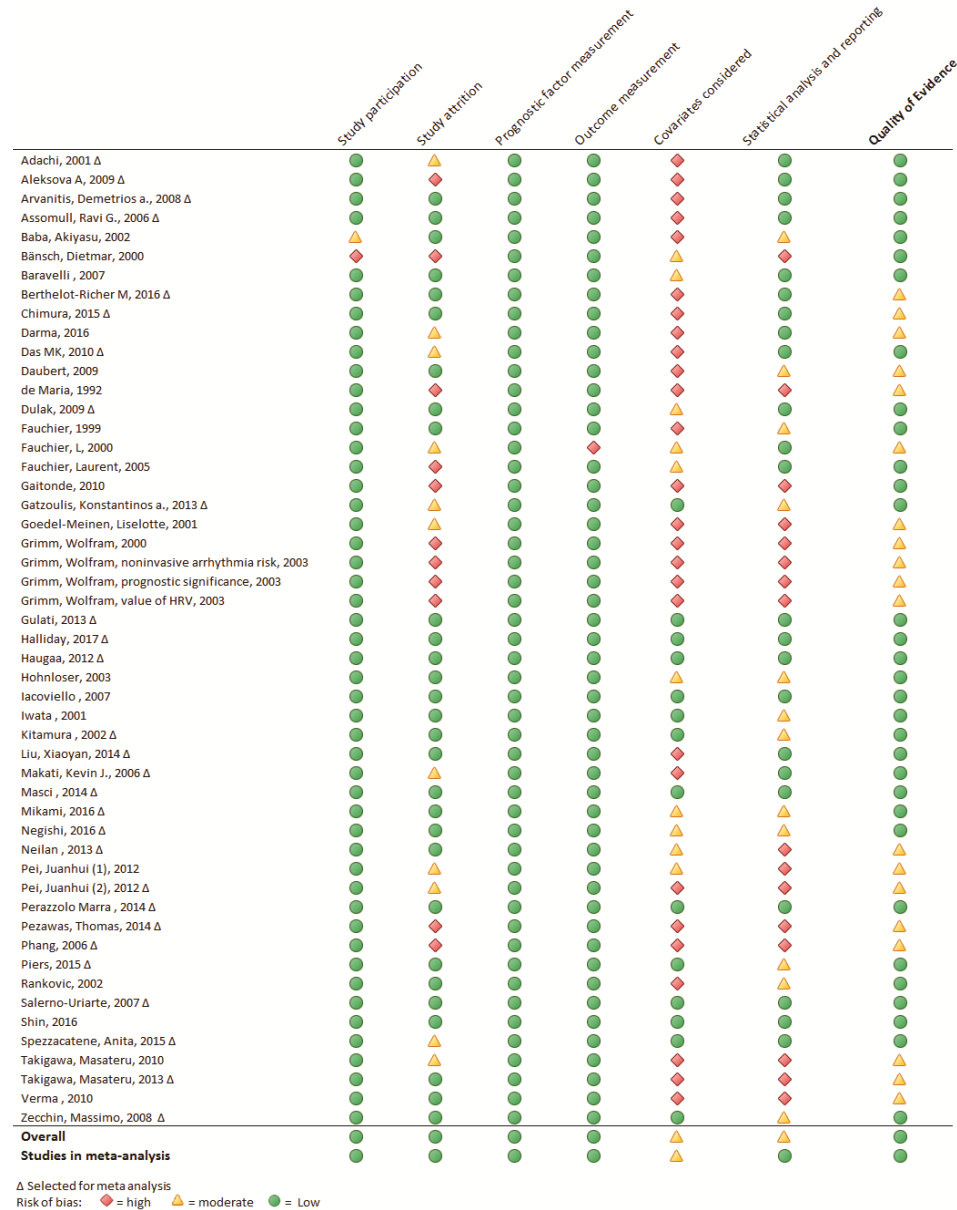 Study participation
Study attrition
Prognostic factor measurement
Outcome measurement
Covariates considered
Statistical analysis and reporting
Quality of Evidence
Adachi, 2001 Δ
Aleksova A, 2009 Δ
Arvanitis, Demetrios a., 2008 Δ
Assomull, Ravi G., 2006 Δ
Baba, Akiyasu, 2002
Bänsch, Dietmar, 2000
Baravelli, 2007
Berthelot-Richer M, 2016 Δ
Chimura, 2015 Δ
Darma, 2016
Das MK, 2010 Δ
Daubert, 2009
de Maria, 1992
Dulak, 2009 Δ
Fauchier, 1999
Fauchier, L, 2000
Fauchier, Laurent, 2005
Gaitonde, 2010
Gatzoulis, Konstantinos a., 2013 Δ
Goedel-Meinen, Liselotte, 2001
Grimm, Wolfram, 2000
Grimm, Wolfram, noninvasive arrhythmia risk, 2003
Grimm, Wolfram, prognostic significance, 2003
Grimm, Wolfram, value of HRV, 2003
Gulati, 2013 Δ
Halliday, 2017 Δ
Haugaa, 2012 Δ
Hohnloser, 2003
Iacoviello , 2007
Iwata , 2001
Kitamura , 2002 Δ
Liu, Xiaoyan, 2014 Δ
Makati, Kevin J., 2006 Δ
Masci , 2014 Δ
Mikami, 2016 Δ
Negishi, 2016 Δ
Neilan , 2013 Δ
Pei, Juanhui (1), 2012
Pei, Juanhui (2), 2012 Δ
Perazzolo Marra , 2014 Δ
Pezawas, Thomas, 2014 Δ
Phang, 2006 Δ
Piers, 2015 Δ
Rankovic, 2002
Salerno-Uriarte, 2007 Δ
Shin, 2016
Spezzacatene, Anita, 2015 Δ
Takigawa, Masateru, 2010
Takigawa, Masateru, 2013 Δ
Verma , 2010
Zecchin, Massimo, 2008 Δ
Overall
Studies in meta-analysis
Δ Selected for meta analysis
Risk of bias: = high = moderate = Low